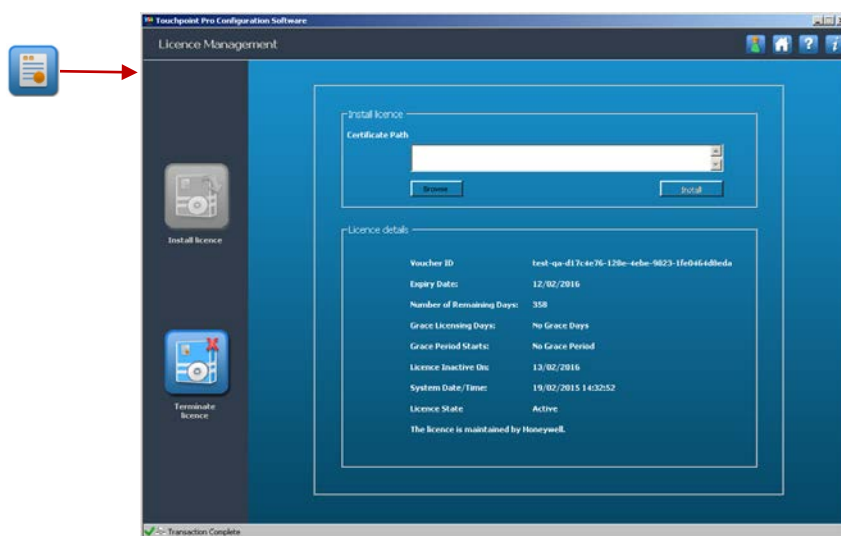 Touchpoint Pro Configuration Software
Licence Management
Install licence
Certificate Path
Browse
Install
Install licence
Licence details
Voucher ID test-qa-d17c4e76-128e-4ebe-9823-1fe0464d8eda
Expiry Date: 12/02/2016
Number of Remaining Days: 358
Grace Licensing Days: No Grace Days
Grace Period Starts: No Grace Period
Licence Inactive On: 13/02/2016
System Date/Time: 19/02/2015 14:32:52
Licence State Active
The licence is maintained by Honeywell.
Terminate
licence
Transaction Complete